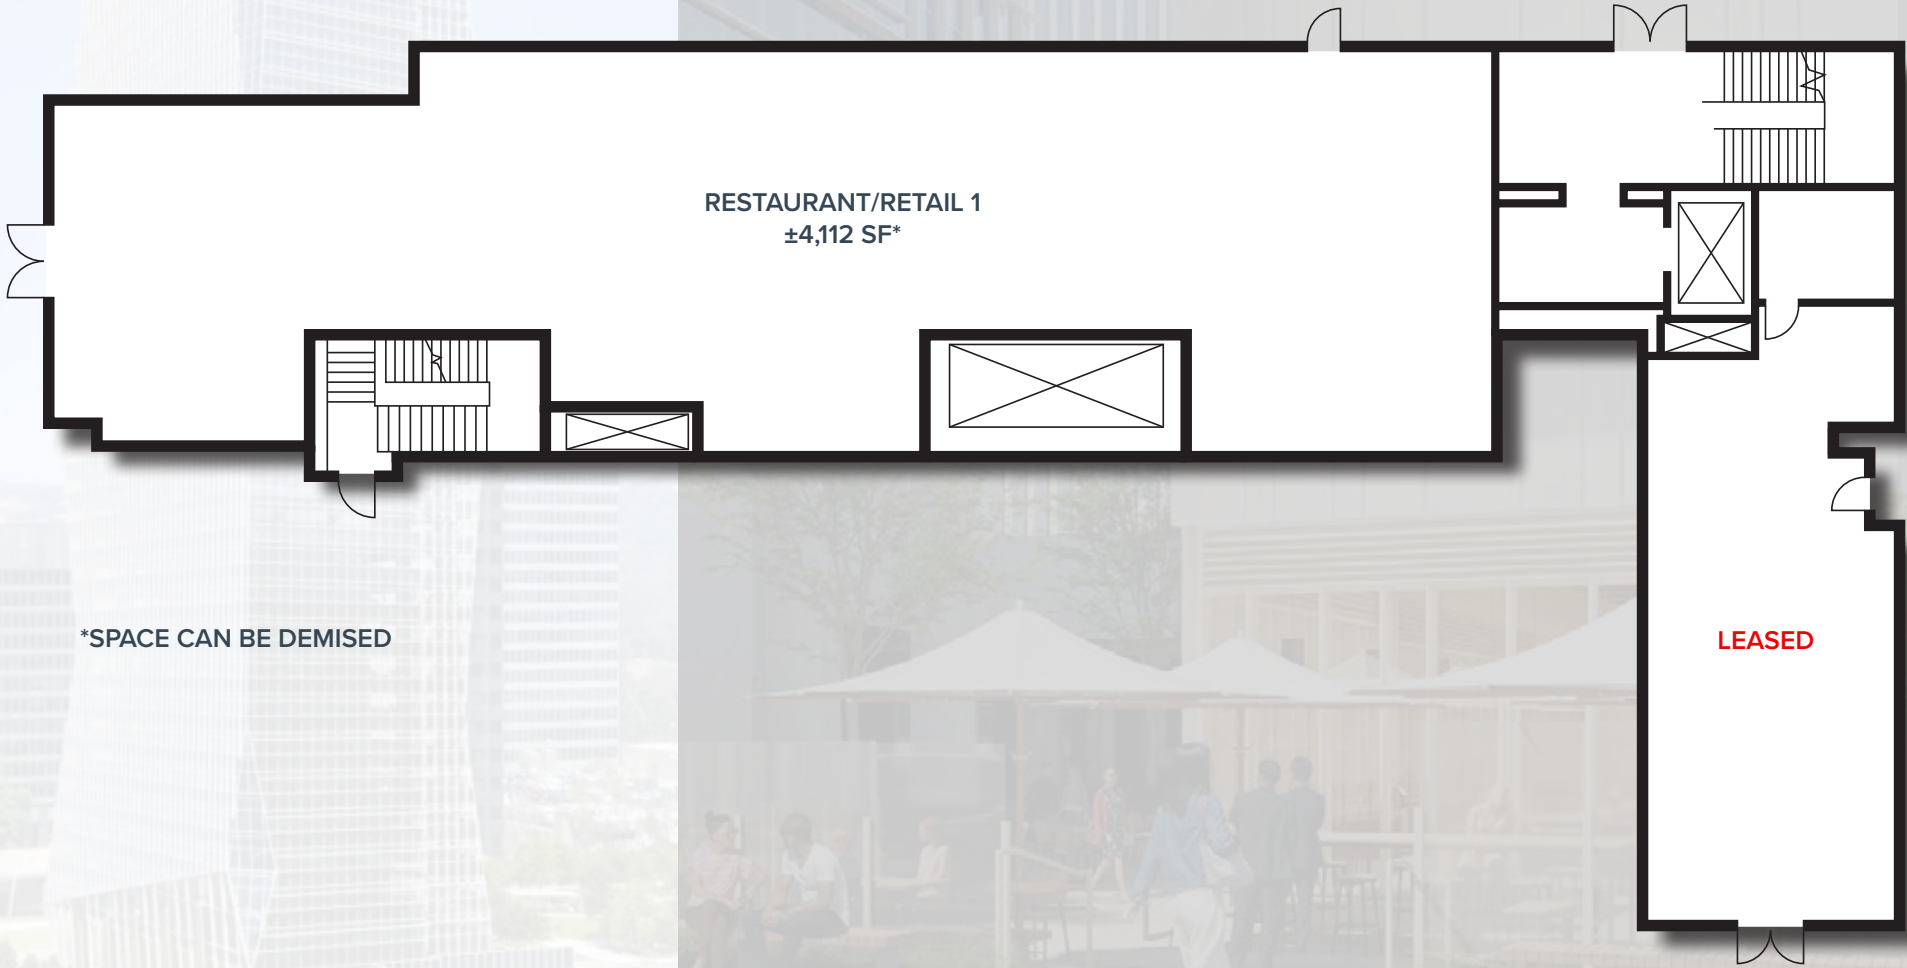 RESTAURANT/RETAIL 1
±4,112 SF*
*SPACE CAN BE DEMISED
LEASED